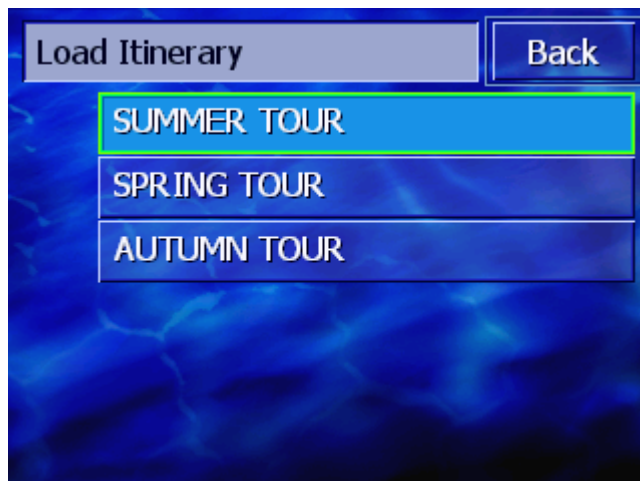 Load Itinerary
Back
SUMMER TOUR
SPRING TOUR
AUTUMN TOUR